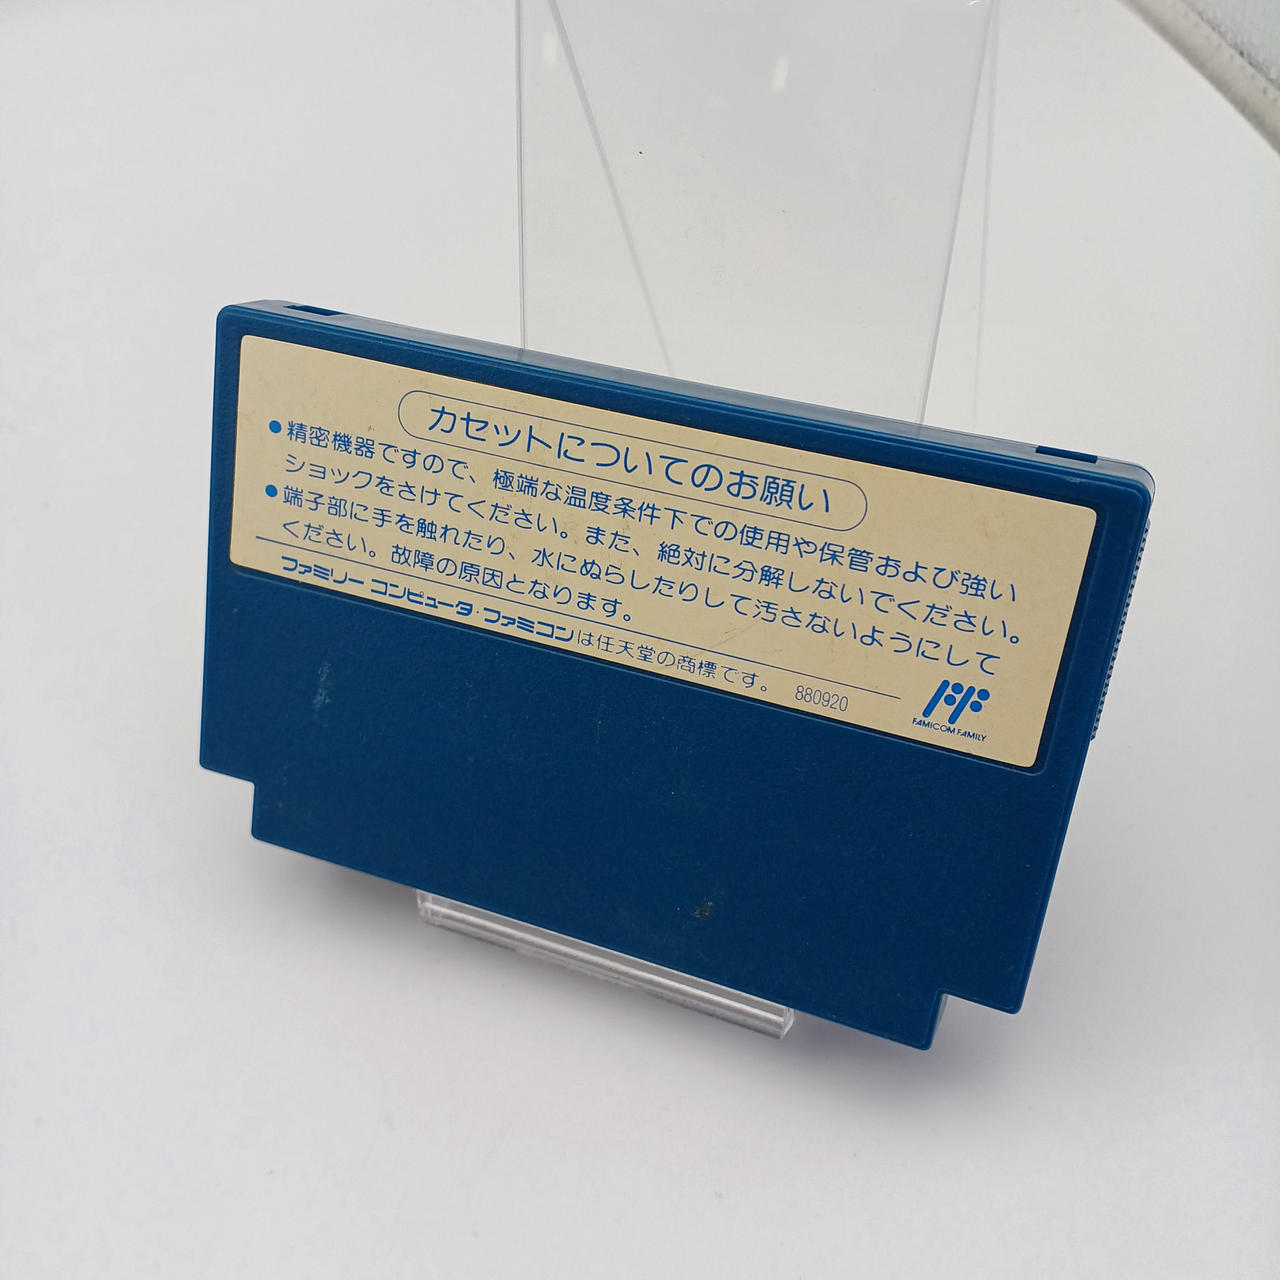 カセットについてのお願い
●精密機器ですので、極端な温度条件下での使用や保管および強い
ショックをさけてください。また、絶対に分解しないでください。
●端子部に手を触れたり、水にぬらしたりして汚さないようにして
ください。故障の原因となります。
ファミリーコンピュータ・ファミコンは任天堂の商標です。 880920
FAMICOM FAMILY